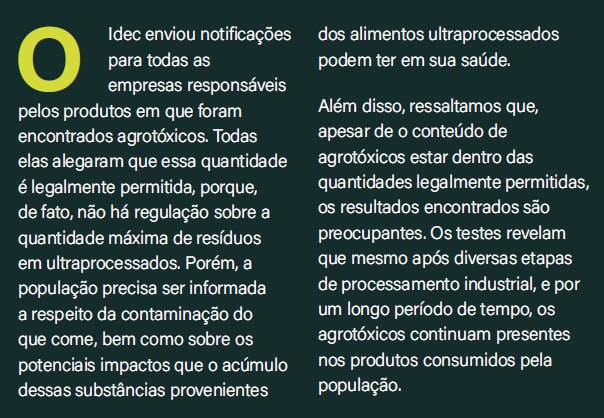 O Idec enviou notificações
para todas as
empresas responsáveis
pelos produtos em que foram
encontrados agrotóxicos. Todas
elas alegaram que essa quantidade
é legalmente permitida, porque,
de fato, não há regulação sobre a
quantidade máxima de resíduos
em ultraprocessados. Porém, a
população precisa ser informada
a respeito da contaminação do
que come, bem como sobre os
potenciais impactos que o acúmulo
dessas substâncias provenientes
dos alimentos ultraprocessados
podem ter em sua saúde.
Além disso, ressaltamos que,
apesar de o conteúdo de
agrotóxicos estar dentro das
quantidades legalmente permitidas,
os resultados encontrados são
preocupantes. Os testes revelam
que mesmo após diversas etapas
de processamento industrial, e por
um longo período de tempo, os
agrotóxicos continuam presentes
nos produtos consumidos pela
população.